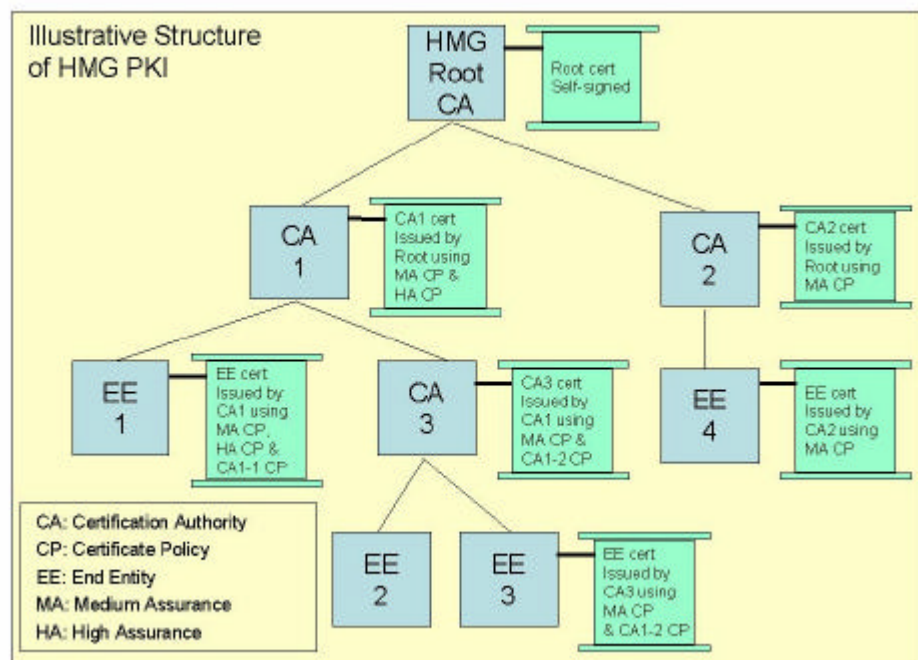 Illustrative Structure
of HMG PKI
HMG
Root
CA
Root cert
Self-signed
CA
1
CA1 cert
Issued by
Root using
MA CP &
HA CP
CA
2
CA2 cert
Issued by
Root using
MA CP
EE
1
EE cert
Issued by
CA1 using
MA CP,
HA CP &
CA1-1 CP
CA
3
CA3 cert
Issued by
CA1 using
MA CP &
CA1-2 CP
EE
4
EE cert
Issued by
CA2 using
MA CP
EE
2
EE
3
EE cert
Issued by
CA3 using
MA CP
& CA1-2 CP
CA: Certification Authority
CP: Certificate Policy
EE: End Entity
MA: Medium Assurance
HA: High Assurance